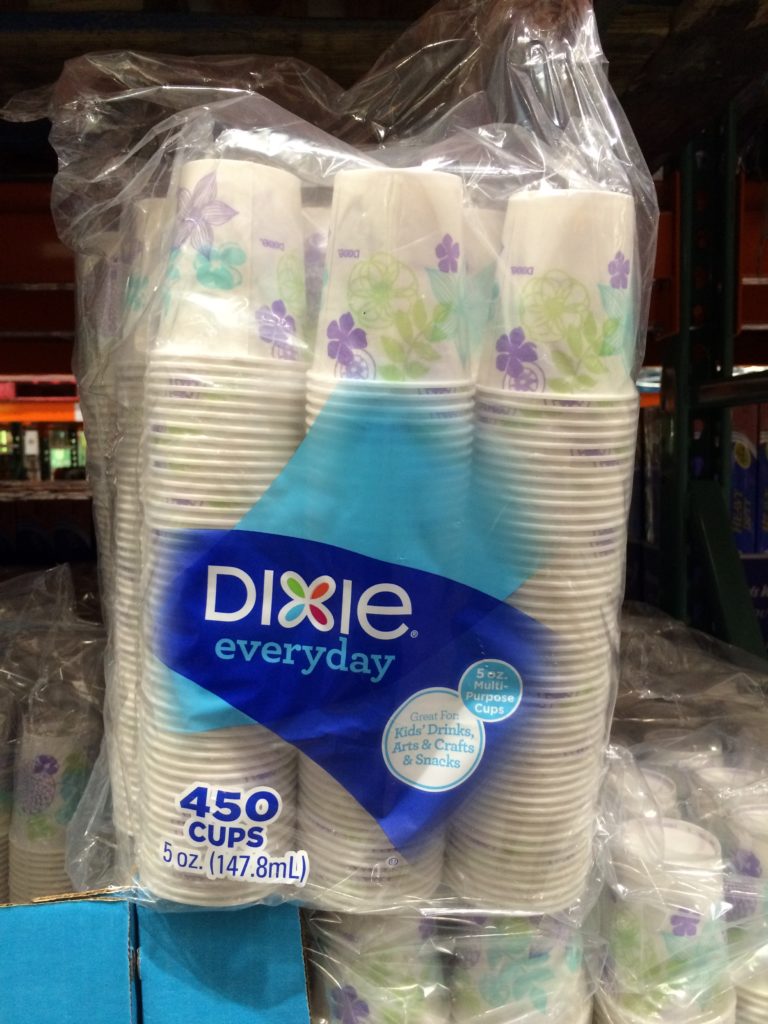 DIXIE®
everyday
5 oz.
Multi-
Purpose
Cups
Great For:
Kids' Drinks,
Arts & Crafts
& Snacks
450
CUPS
5 oz. (147.8mL)